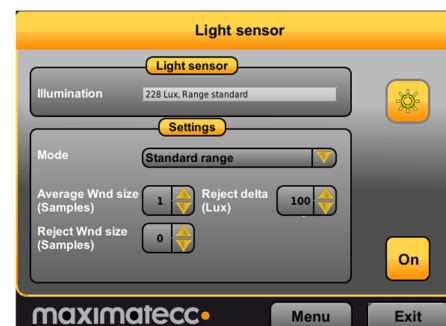 Light sensor
Light sensor
Illumination
228 Lux, Range standard
Settings
Mode
Standard range
Average Wnd size
(Samples)
1
Reject delta
(Lux)
100
Reject Wnd size
(Samples)
0
On
maximatecc
Menu
Exit